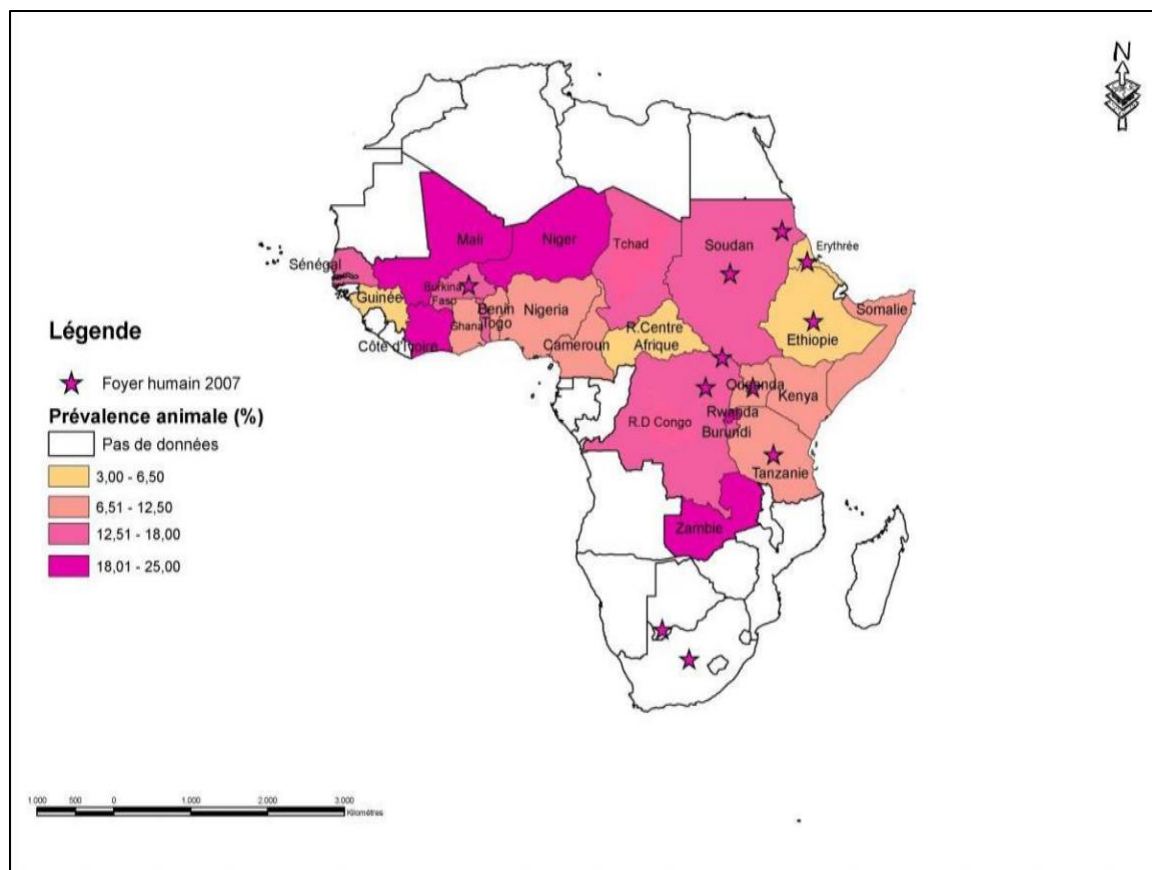 N
Mali
Niger
Tchad
Soudan
Erythrée
Sénégal
Burkina
Faso
Guinée
Benin
Nigeria
Somalie
Ghana
Togo
R.Centre
Afrique
Ethiopie
Côte d'Ivoire
Cameroun
Ouganda
Kenya
Rwanda
R.D Congo
Burundi
Tanzanie
Zambie
Légende
Foyer humain 2007
Prévalence animale (%)
Pas de données
3,00 - 6,50
6,51 - 12,50
12,51 - 18,00
18,01 - 25,00
1.000 500 0 1.000 2.000 3.000
Kilomètres